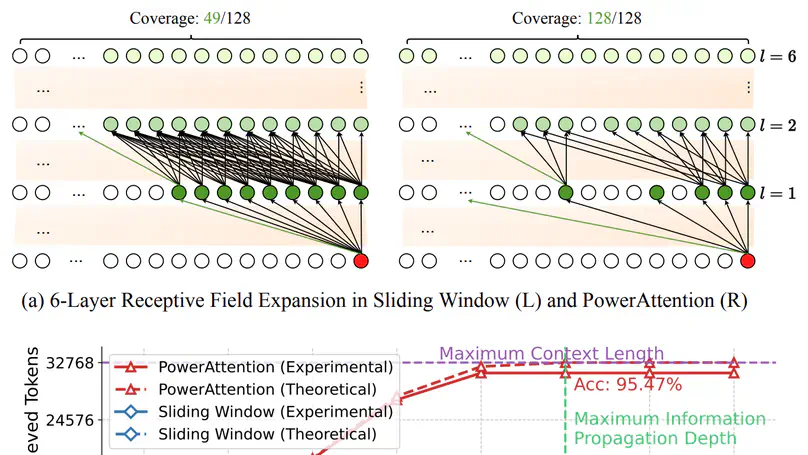 Coverage: 49/128
Coverage: 128/128
...
...
l = 6
...
...
...
...
...
l = 2
...
...
...
...
l = 1
...
...
...
...
(a) 6-Layer Receptive Field Expansion in Sliding Window (L) and PowerAttention (R)
eved Tokens
32768
24576
PowerAttention (Experimental)
PowerAttention (Theoretical)
Sliding Window (Experimental)
Sliding Window (Theoretical)
Maximum Context Length
Acc: 95.47%
Maximum Information
Propagation Depth